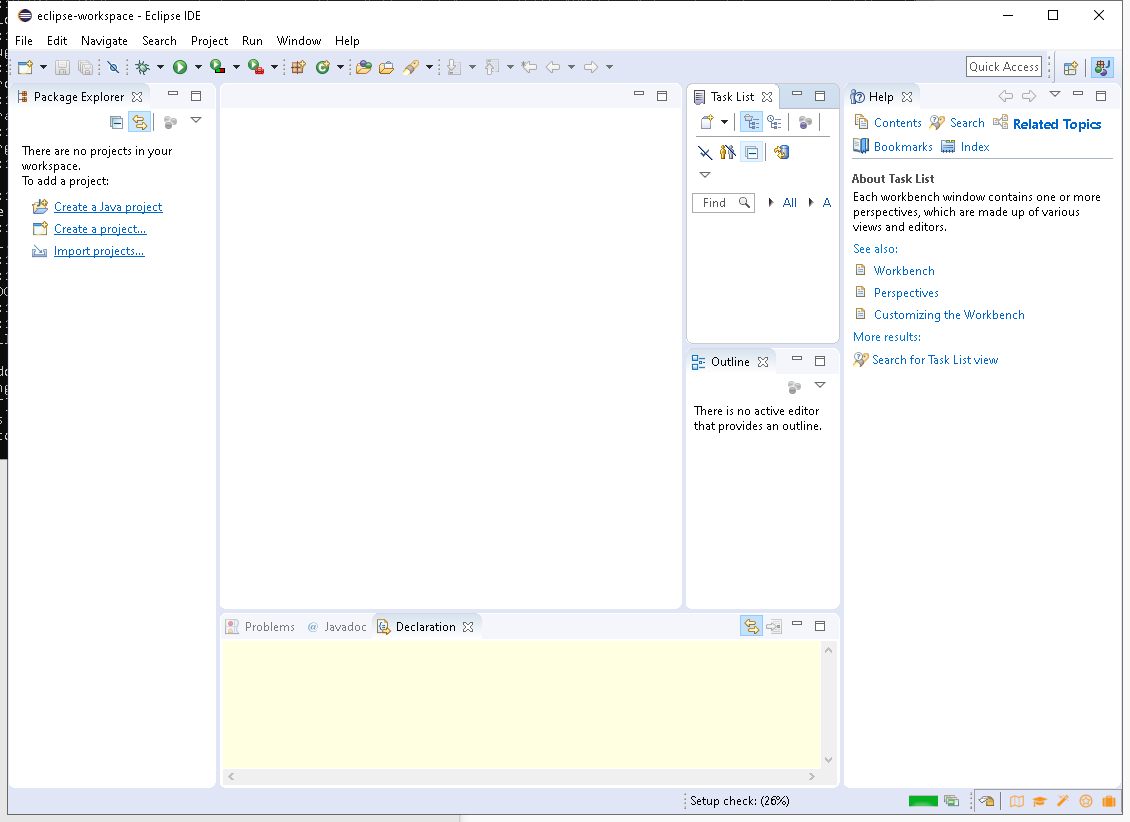 eclipse-workspace - Eclipse IDE
File Edit Navigate Search Project Run Window Help
Quick Access
Package Explorer
There are no projects in your
workspace.
To add a project:
Create a Java project
Create a project...
Import projects...
Task List
Find
All
A
Outline
There is no active editor
that provides an outline.
Problems @ Javadoc Declaration
Help
Contents Search Related Topics
Bookmarks Index
About Task List
Each workbench window contains one or more
perspectives, which are made up of various
views and editors.
See also:
Workbench
Perspectives
Customizing the Workbench
More results:
Search for Task List view
Setup check: (26%)